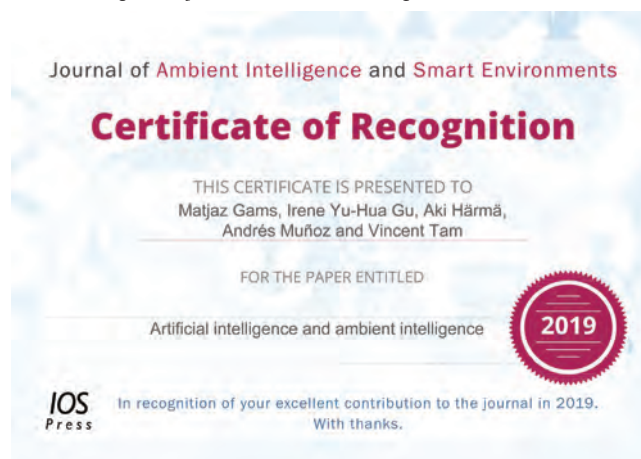 Journal of Ambient Intelligence and Smart Environments
Certificate of Recognition
THIS CERTIFICATE IS PRESENTED TO
Matjaz Gams, Irene Yu-Hua Gu, Aki Härmä,
Andrés Muñoz and Vincent Tam
FOR THE PAPER ENTITLED
Artificial intelligence and ambient intelligence
2019
IOS
Press
In recognition of your excellent contribution to the journal in 2019.
With thanks.